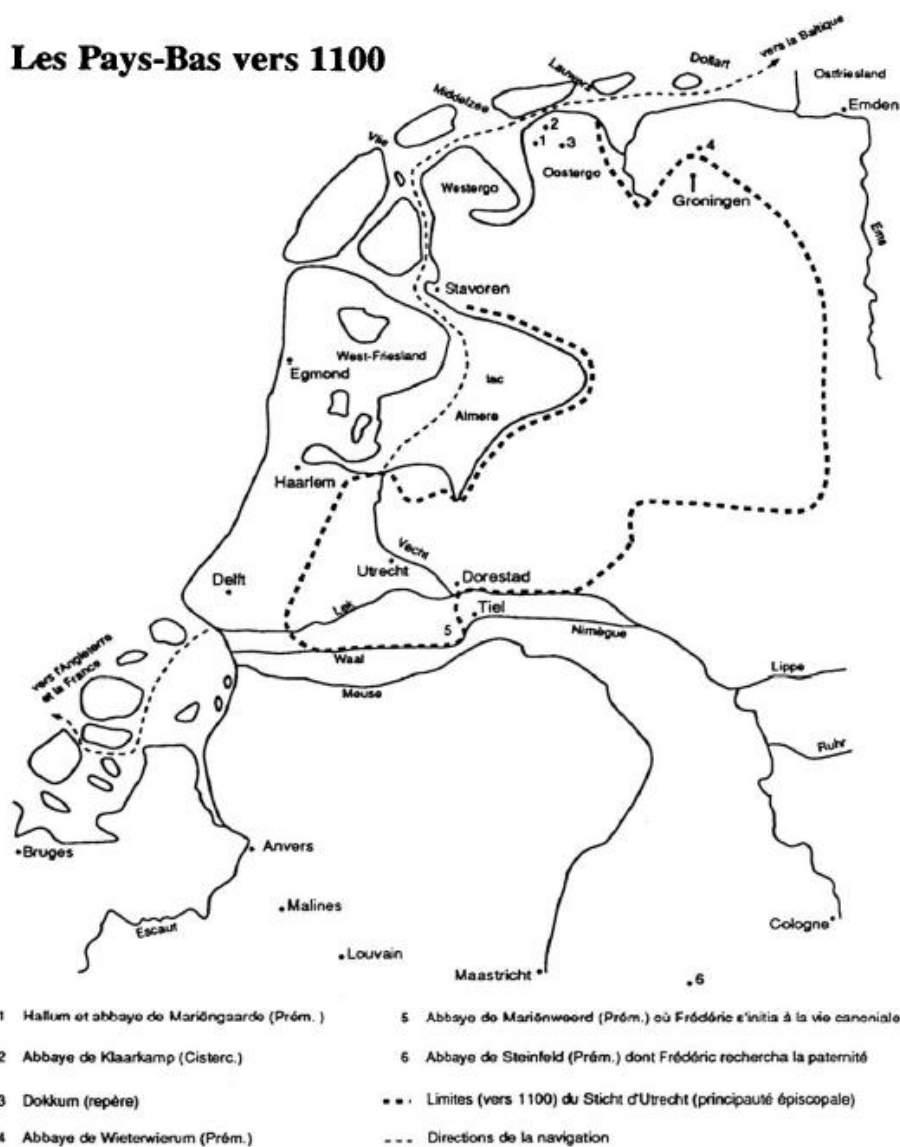 Les Pays-Bas vers 1100
vers la Baltique
Dollart
Lauwers
Ostfriesland
Middelzee
Emden
Vlie
2
1
3
4
Oostergo
Westergo
Groningen
Ems
Stavoren
West-Friesland
Egmond
lac
Almere
Haarlem
Vecht
Utrecht
Dorestad
Delft
Lek
Tiel
5
Nimègue
vers l'Angleterre
et la France
Waal
Lippe
Meuse
Ruhr
Bruges
Anvers
Malines
Escaut
Cologne
Louvain
Maastricht
6
1 Hallum et abbaye de Mariëngaarde (Prém. )
2 Abbaye de Klaarkamp (Cisterc.)
3 Dokkum (repère)
4 Abbaye de Wieterwierum (Prém.)
5 Abbaye de Mariënweerd (Prém.) où Frédéric s'initia à la vie canoniale
6 Abbaye de Steinfeld (Prém.) dont Frédéric rechercha la paternité
Limites (vers 1100) du Sticht d'Utrecht (principauté épiscopale)
Directions de la navigation